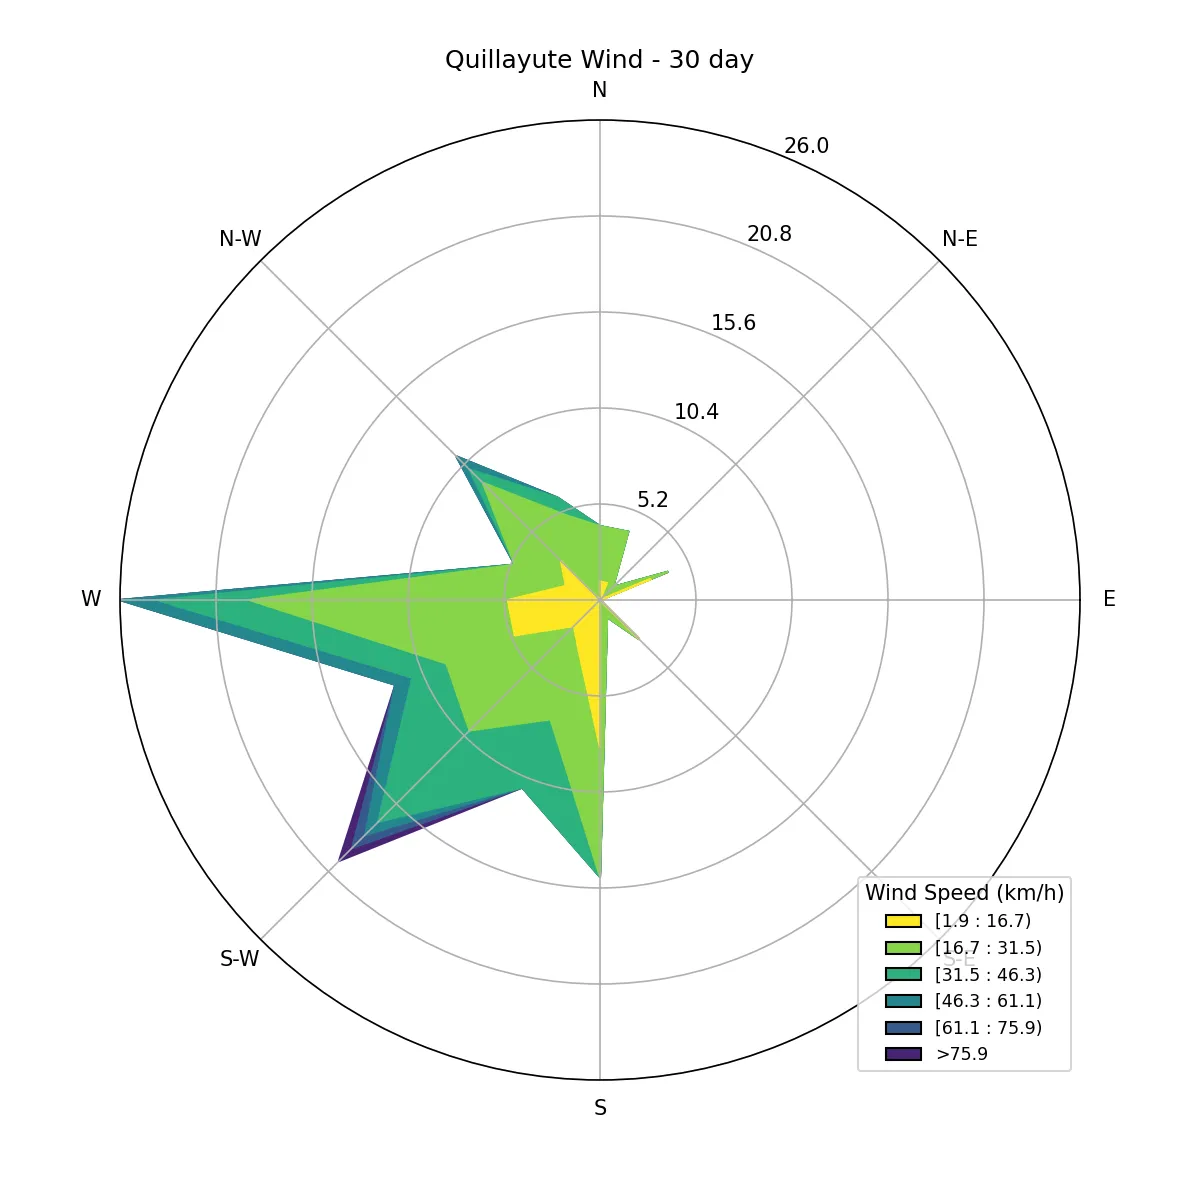 Quillayute Wind - 30 day
N
26.0
N-W
20.8
N-E
15.6
10.4
5.2
W
E
Wind Speed (km/h)
[1.9 : 16.7)
[16.7 : 31.5)
S-W
S-E
[31.5 : 46.3)
[46.3 : 61.1)
[61.1 : 75.9)
>75.9
S